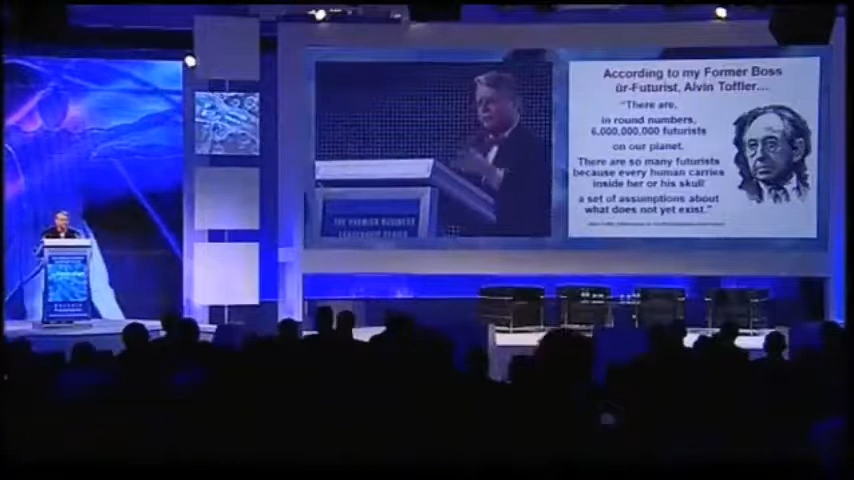 According to my Former Boss
ür-Futurist, Alvin Toffler…
"There are,
in round numbers,
6,000,000,000 futurists
on our planet.
There are so many futurists
because every human carries
inside her or his skull
a set of assumptions about
what does not yet exist."
THE PREMIER BUSINESS
LEADERSHIP SERIES